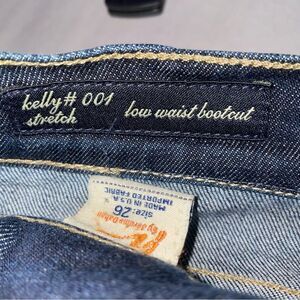 kelly# 001
stretch
low waist bootcut
Size: 26
MADE IN U.S.A
IMPORTED FABRIC